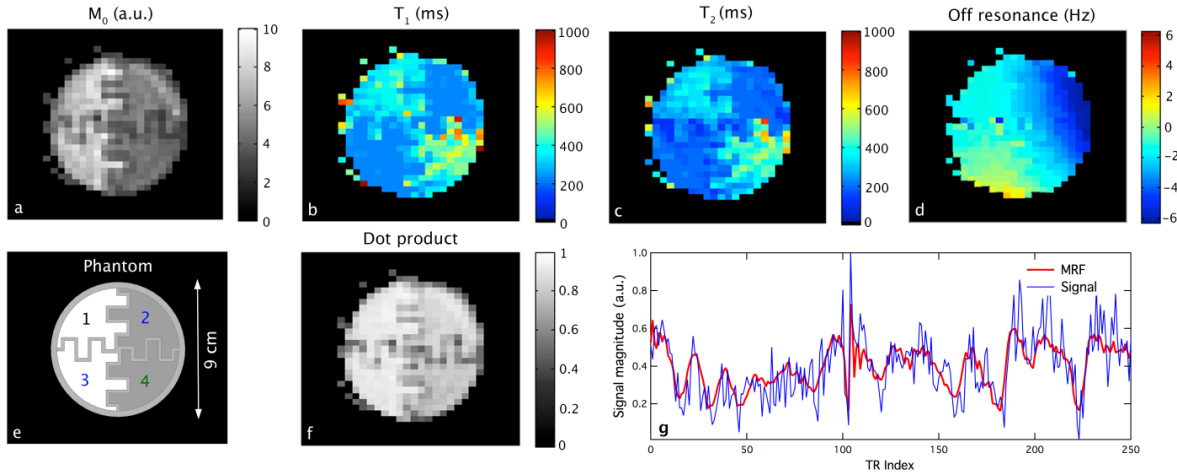 M₀ (a.u.)
T₁ (ms)
T₂ (ms)
Off resonance (Hz)
10
8
6
4
2
0
a
1000
800
600
400
200
0
b
1000
800
600
400
200
0
c
6
4
2
0
-2
-4
-6
d
Phantom
1
2
3
4
9 cm
e
Dot product
1
0.8
0.6
0.4
0.2
0
f
Signal magnitude (a.u.)
1.0
0.8
0.6
0.4
0.2
MRF
Signal
g
0
50
100
150
200
250
TR Index